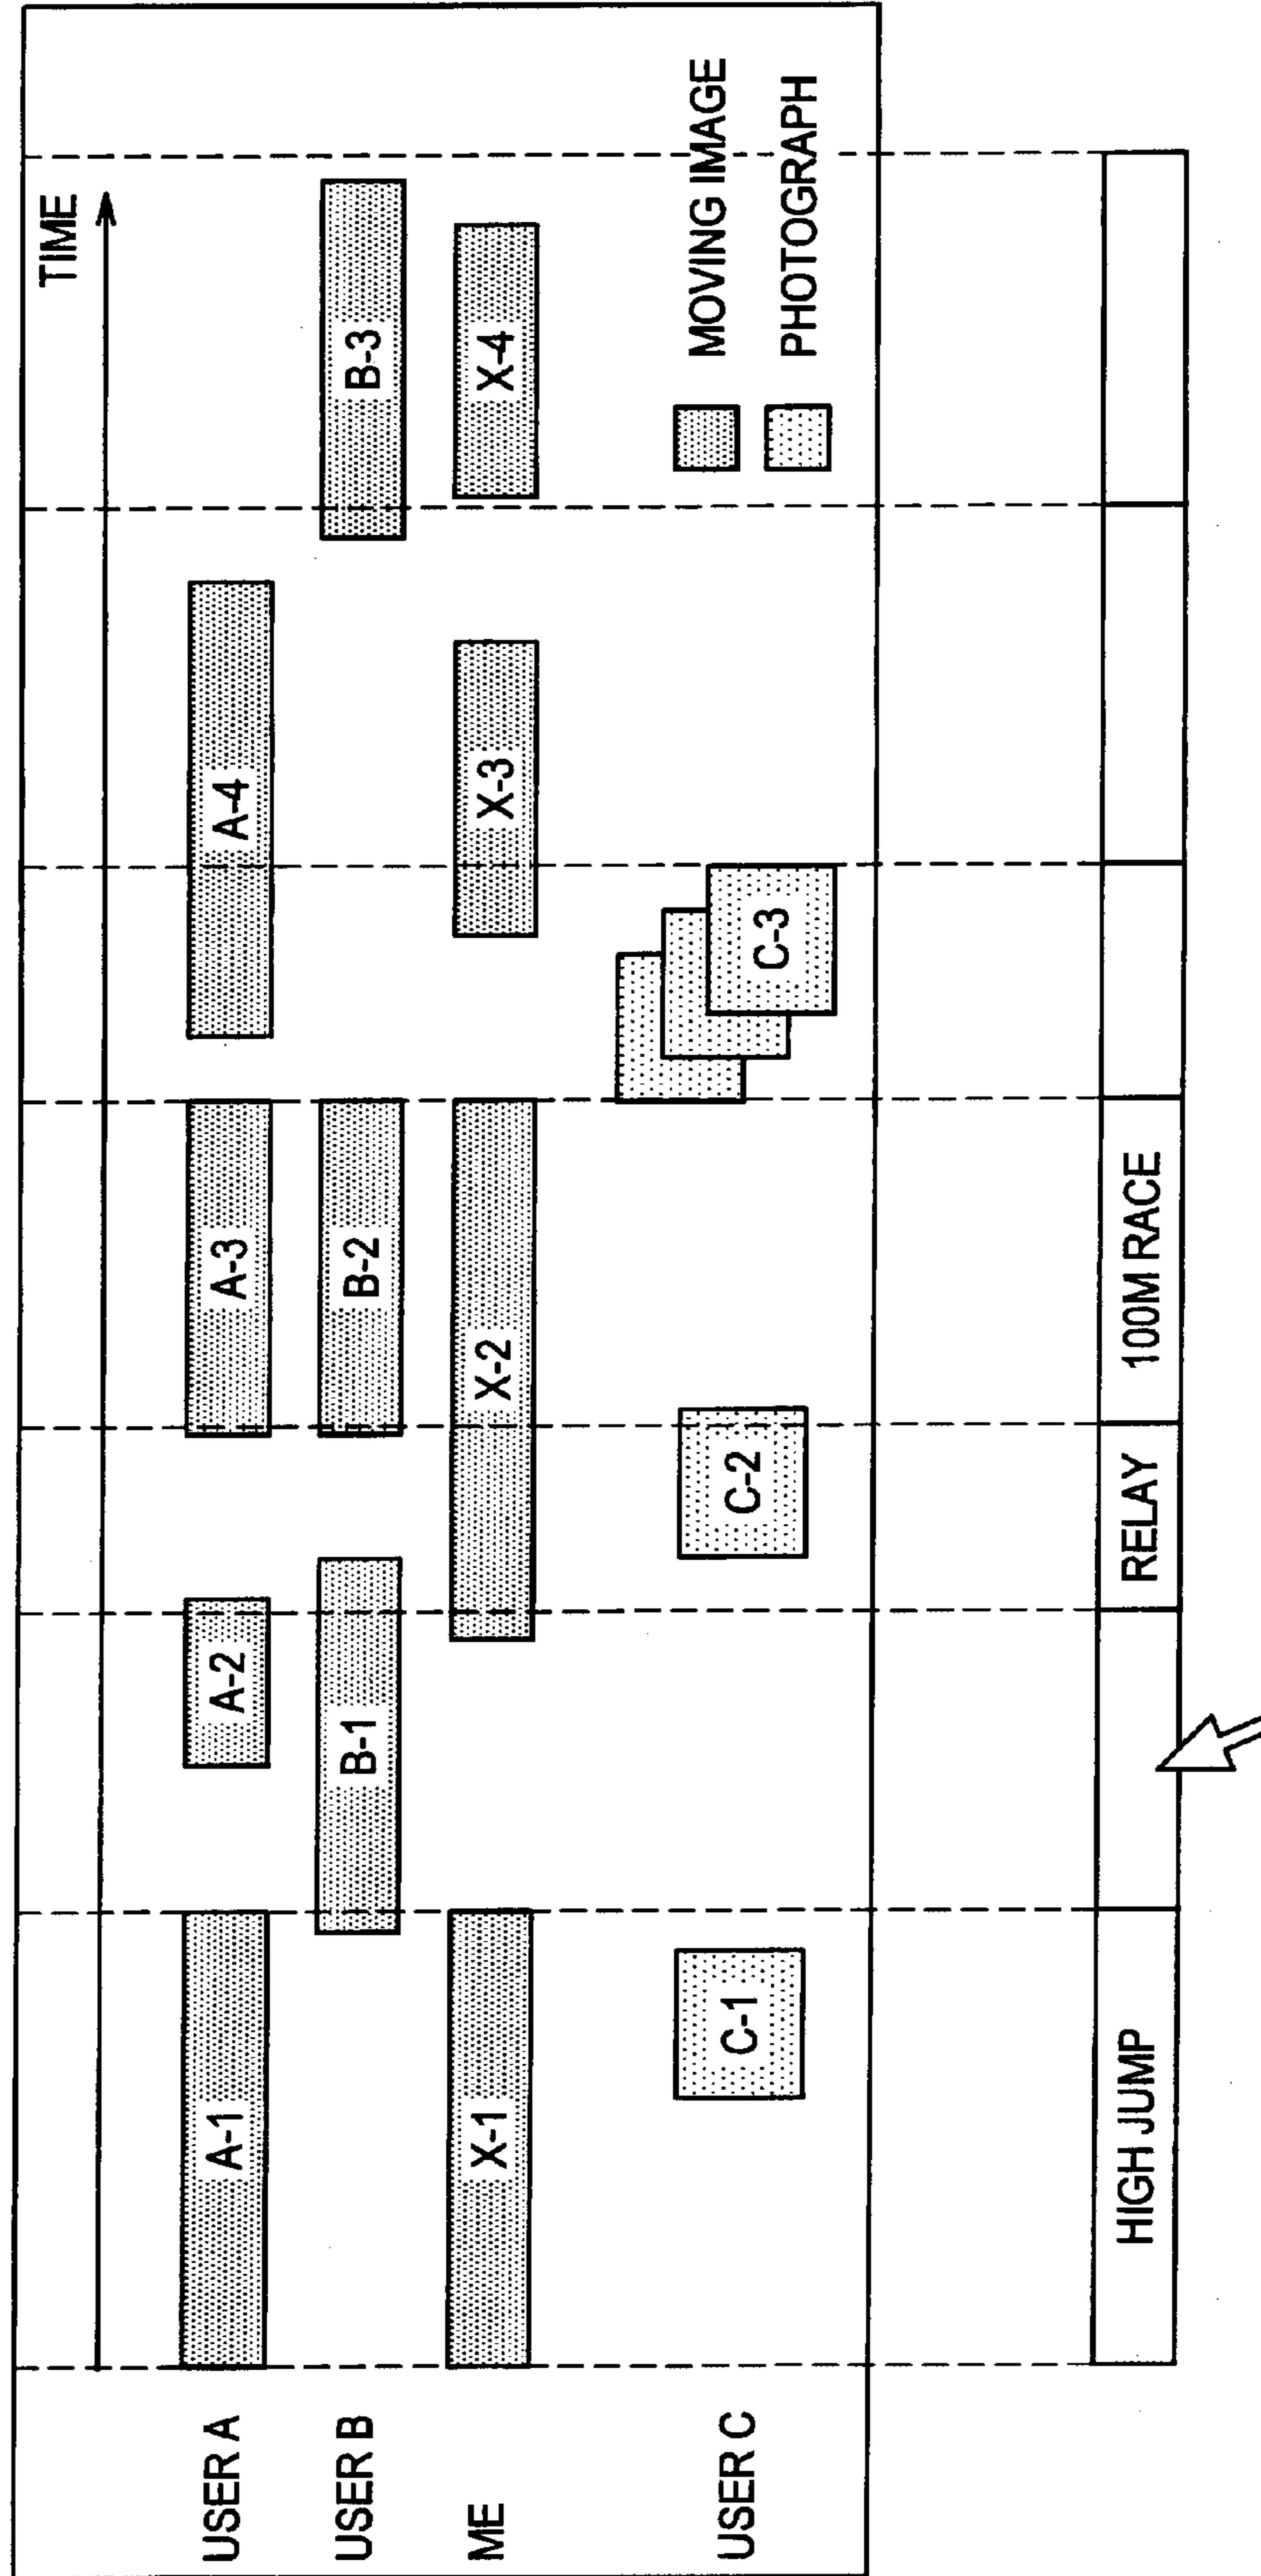 TIME
USER A
A-1
A-2
A-3
A-4
USER B
B-1
B-2
B-3
ME
X-1
X-2
X-3
X-4
USER C
C-1
C-2
C-3
MOVING IMAGE
PHOTOGRAPH
HIGH JUMP
RELAY
100M RACE